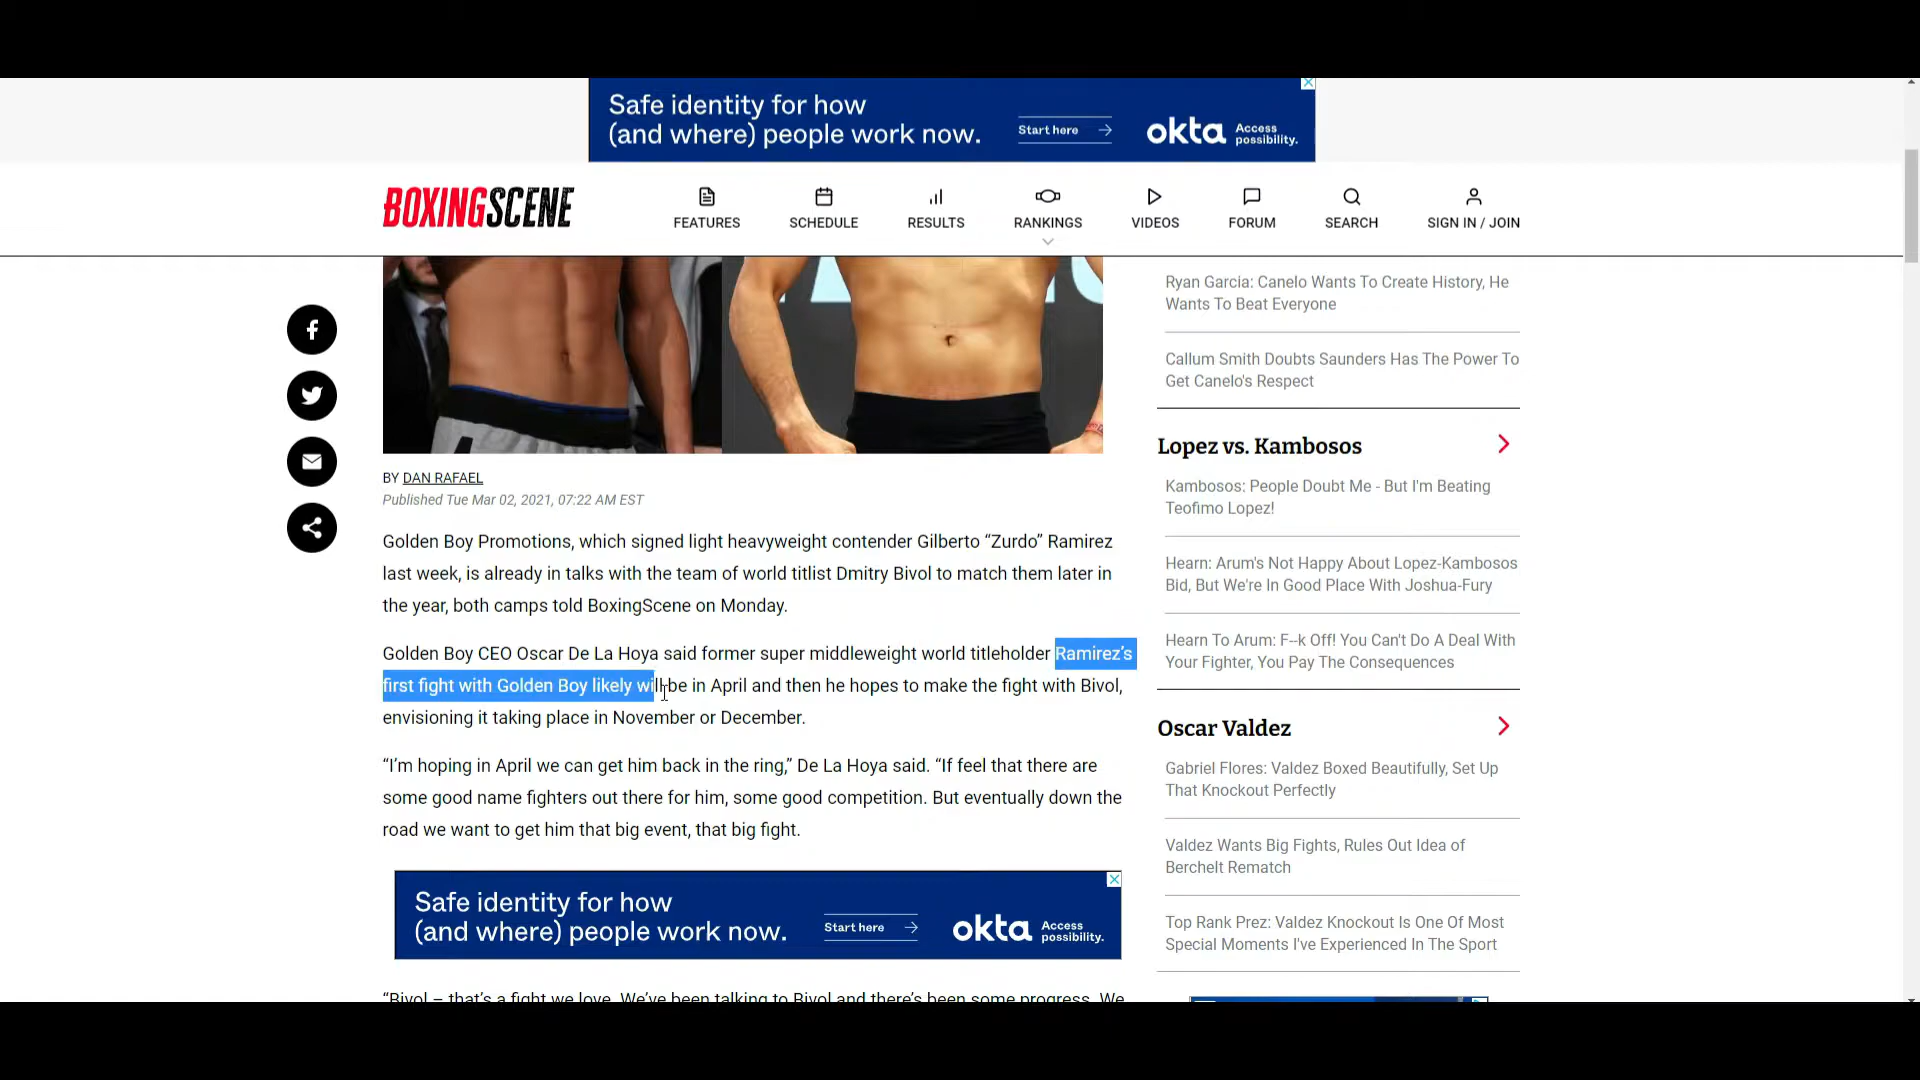 Safe identity for how
(and where) people work now.
Start here
okta
Access
possibility.
BOXINGSCENE
FEATURES
SCHEDULE
RESULTS
RANKINGS
VIDEOS
FORUM
SEARCH
SIGN IN / JOIN
BY DAN RAFAEL
Published Tue Mar 02, 2021, 07:22 AM EST
Golden Boy Promotions, which signed light heavyweight contender Gilberto “Zurdo” Ramirez
last week, is already in talks with the team of world titlist Dmitry Bivol to match them later in
the year, both camps told BoxingScene on Monday.
Golden Boy CEO Oscar De La Hoya said former super middleweight world titleholder Ramirez’s
first fight with Golden Boy likely will be in April and then he hopes to make the fight with Bivol,
envisioning it taking place in November or December.
“I’m hoping in April we can get him back in the ring,” De La Hoya said. “If feel that there are
some good name fighters out there for him, some good competition. But eventually down the
road we want to get him that big event, that big fight.
Safe identity for how
(and where) people work now.
Start here
okta
Access
possibility.
“Bivol – that’s a fight we love. We’ve been talking to Bivol and there’s been some progress. We
Ryan Garcia: Canelo Wants To Create History, He
Wants To Beat Everyone
Callum Smith Doubts Saunders Has The Power To
Get Canelo's Respect
Lopez vs. Kambosos
Kambosos: People Doubt Me - But I'm Beating
Teofimo Lopez!
Hearn: Arum's Not Happy About Lopez-Kambosos
Bid, But We're In Good Place With Joshua-Fury
Hearn To Arum: F--k Off! You Can't Do A Deal With
Your Fighter, You Pay The Consequences
Oscar Valdez
Gabriel Flores: Valdez Boxed Beautifully, Set Up
That Knockout Perfectly
Valdez Wants Big Fights, Rules Out Idea of
Berchelt Rematch
Top Rank Prez: Valdez Knockout Is One Of Most
Special Moments I've Experienced In The Sport